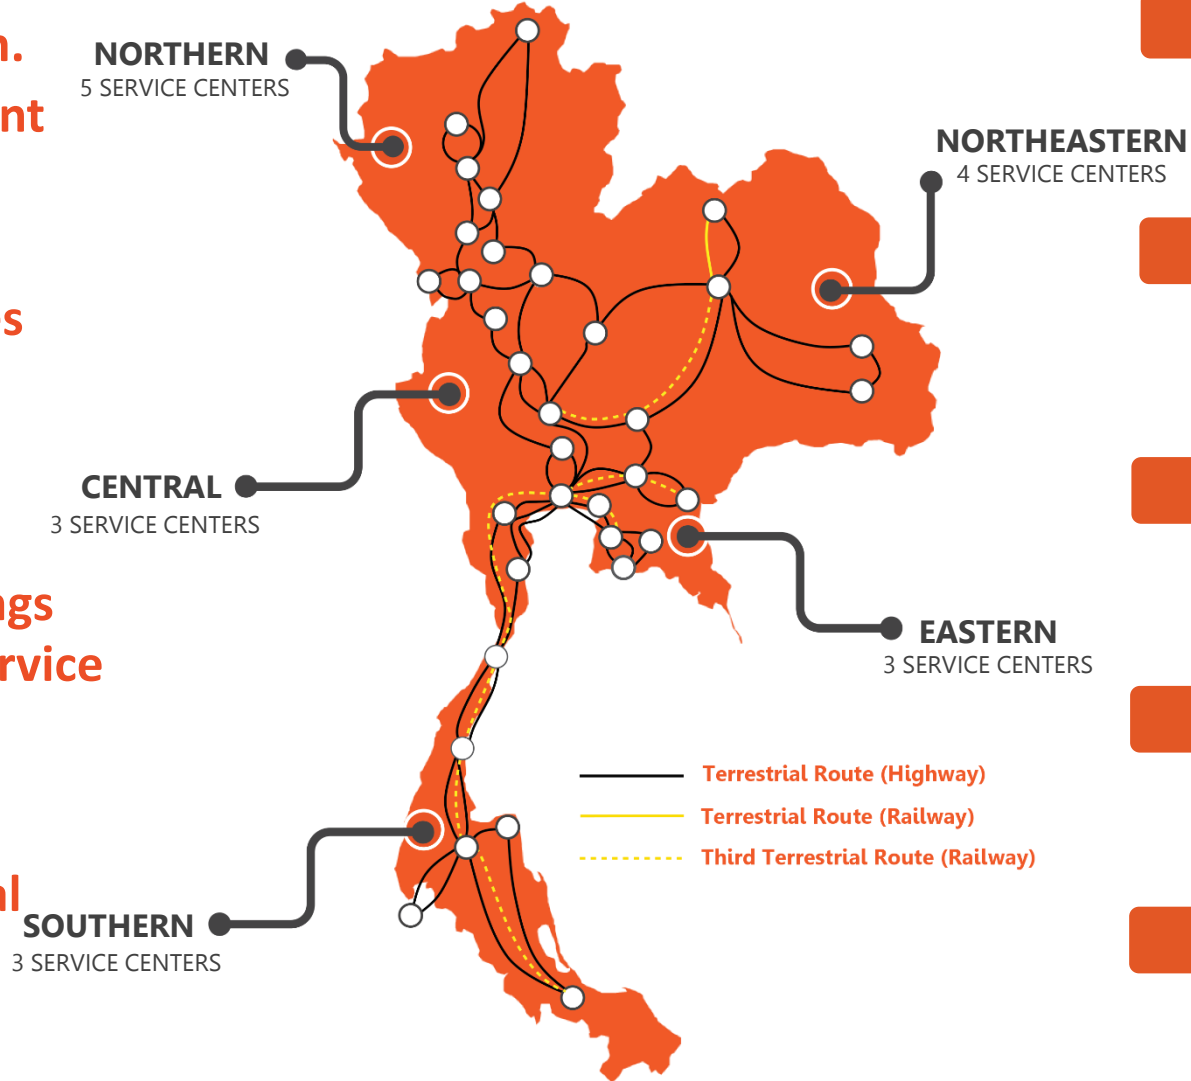 NORTHERN
5 SERVICE CENTERS
NORTHEASTERN
4 SERVICE CENTERS
CENTRAL
3 SERVICE CENTERS
EASTERN
3 SERVICE CENTERS
Terrestrial Route (Highway)
Terrestrial Route (Railway)
Third Terrestrial Route (Railway)
SOUTHERN
3 SERVICE CENTERS